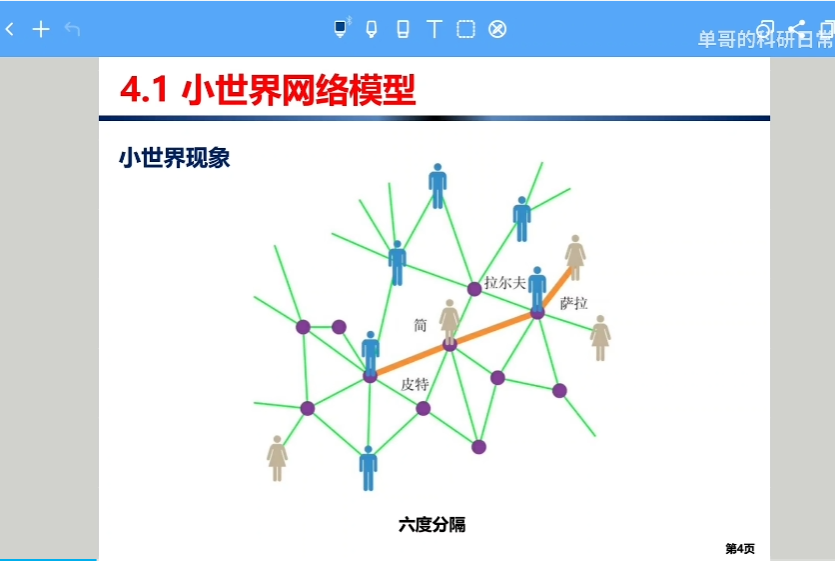 单哥的科研日常
4.1 小世界网络模型
小世界现象
拉尔夫
萨拉
简
皮特
六度分隔
第4页